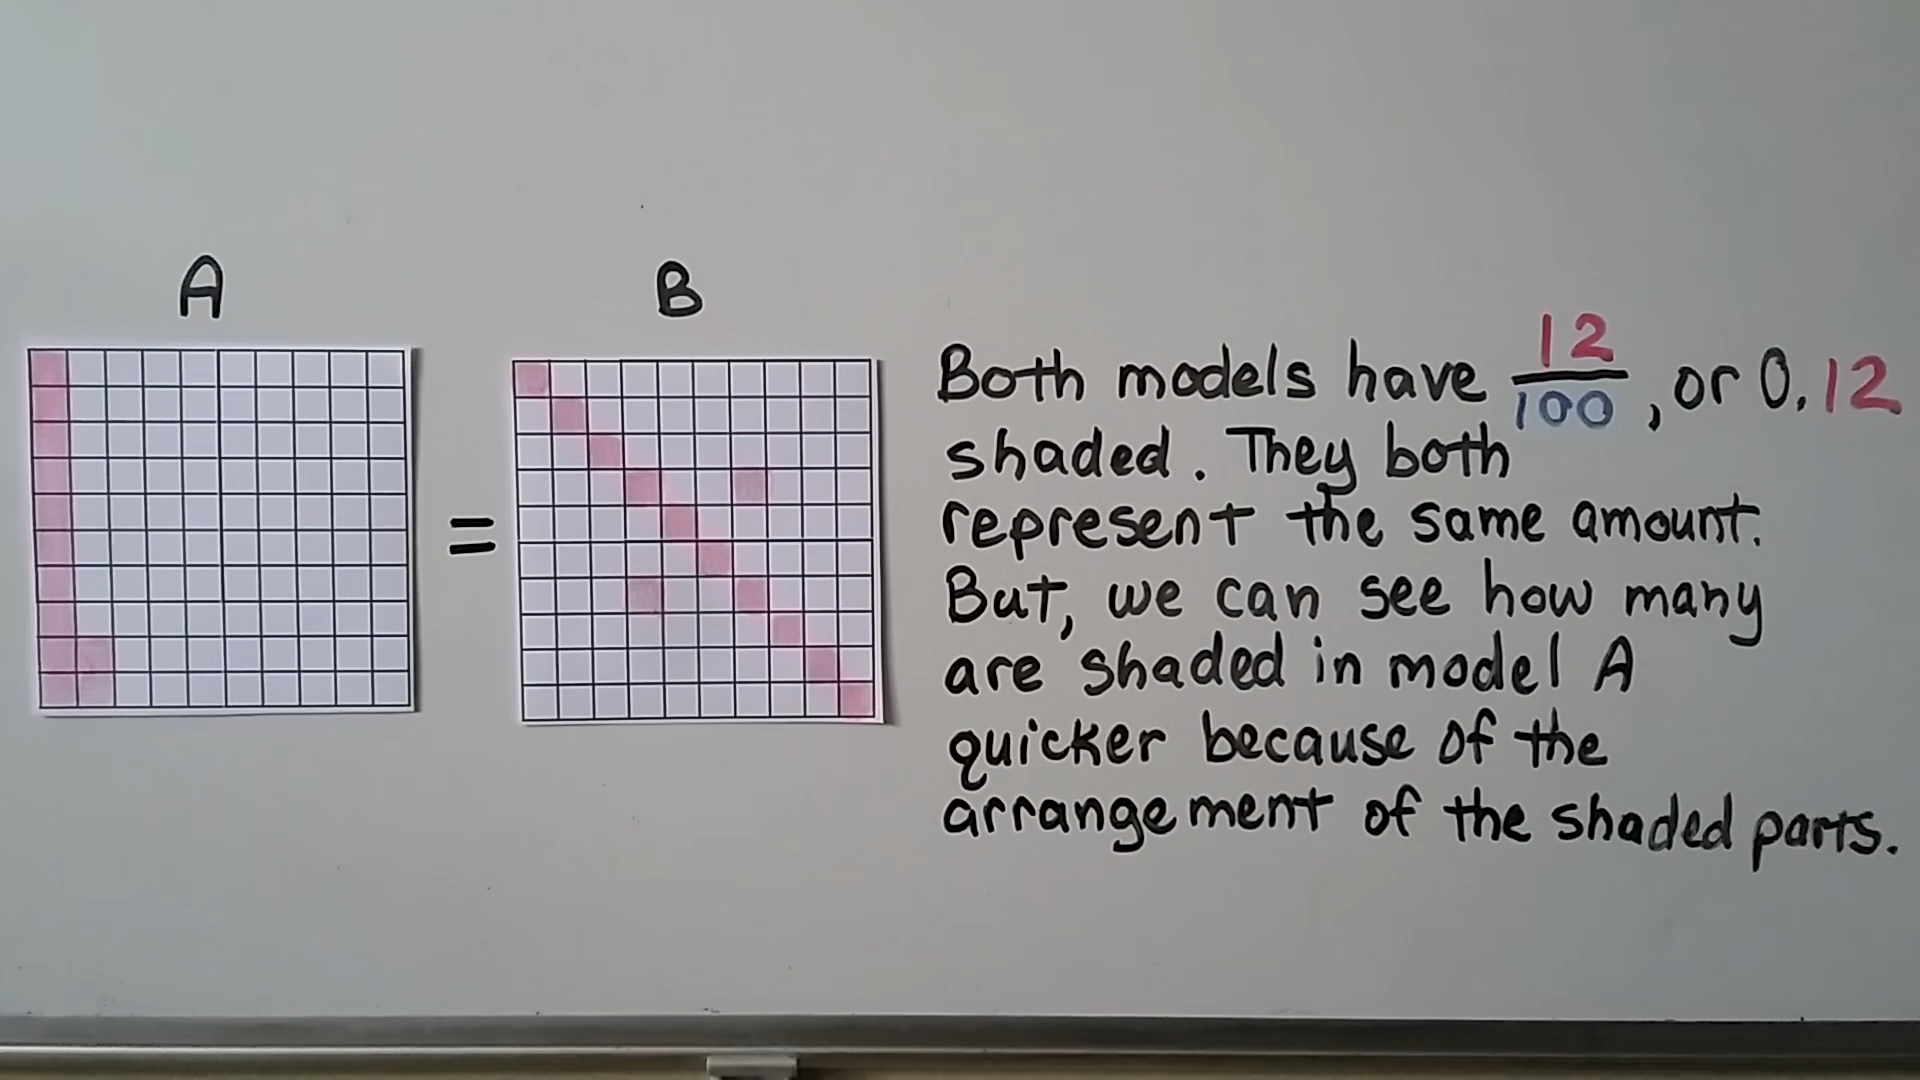 A
B
=
Both models have 12/100, or 0.12
shaded. They both
represent the same amount.
But, we can see how many
are shaded in model A
quicker because of the
arrangement of the shaded parts.